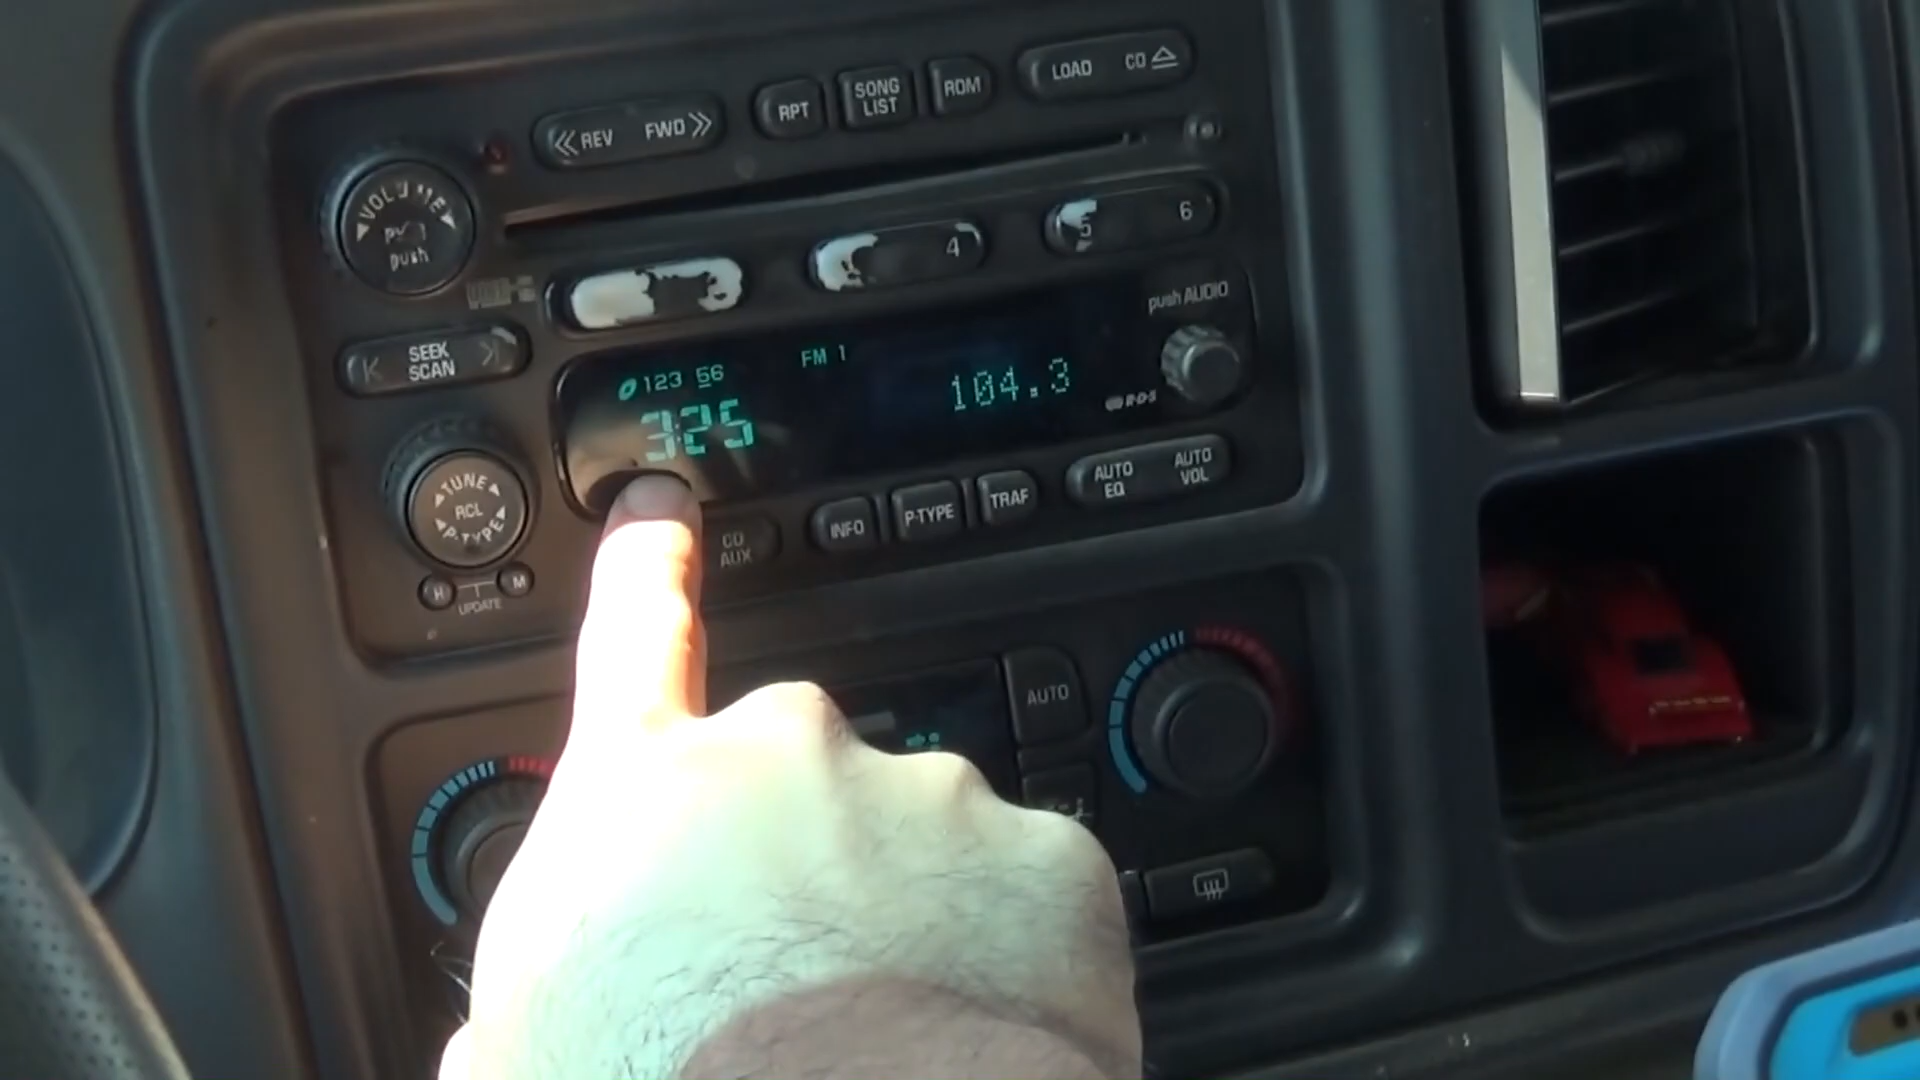 REV FWD
RPT
SONG
LIST
RDM
LOAD CD
VOLUME
push
4
5 6
SEEK
SCAN
push AUDIO
123 56
FM 1
3:25
104.3
R·D·S
TUNE
RCL
P-TYPE
H M
UPDATE
CD
AUX
INFO
P-TYPE
TRAF
AUTO
EQ
AUTO
VOL
AUTO